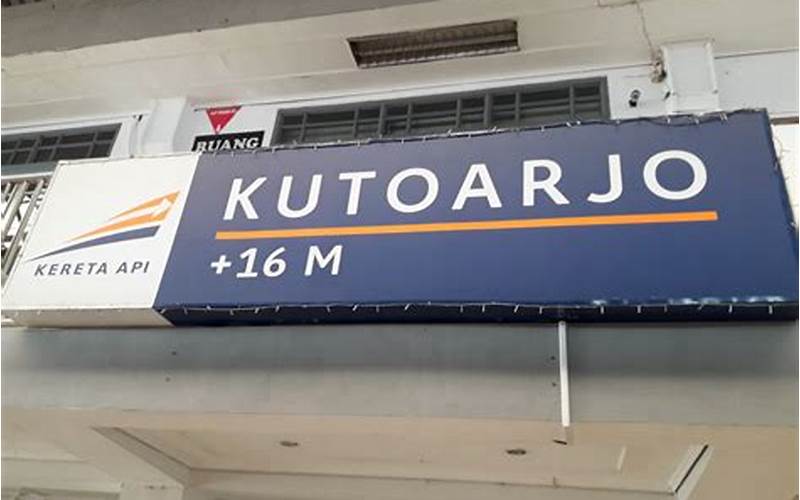 RUANG
KUTOARJO
+16 M
KERETA API